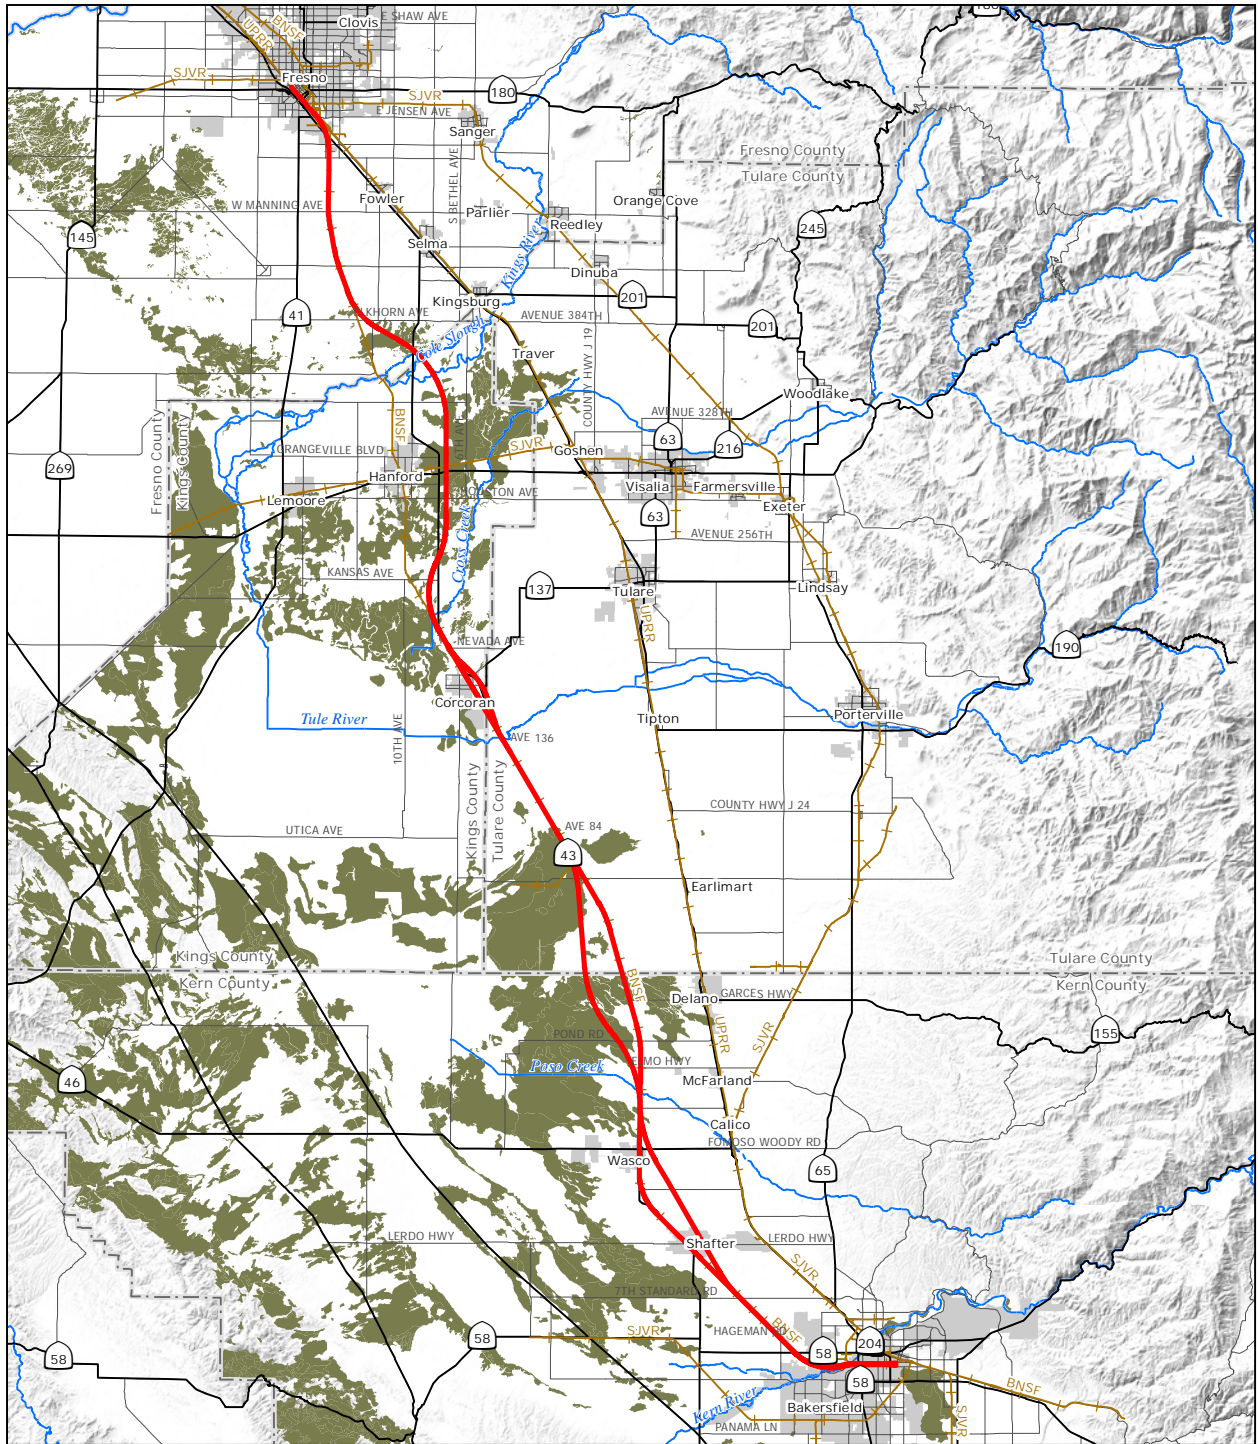 180
Clovis
E SHAW AVE
BNSF
UPRR
SJVR
Fresno
SJVR
180
E JENSEN AVE
Sanger
Fresno County
Tulare County
S BETHEL AVE
W MANNING AVE
Fowler
Parlier
Orange Cove
Reedley
245
145
Selma
Kings River
Dinuba
Kingsburg
201
41
ELKHORN AVE
AVENUE 384TH
201
Cole Slough
COUNTY HWY J 19
Traver
Woodlake
Fresno County
Kings County
BNSF
AVENUE 328TH
63
216
GRANGEVILLE BLVD
SJVR
Goshen
269
Hanford
Visalia
Farmersville
Lemoore
HOUSTON AVE
Exeter
63
Cross Creek
AVENUE 256TH
KANSAS AVE
137
Tulare
Lindsay
UPRR
NEVADA AVE
190
Corcoran
Tule River
10TH AVE
Tipton
Porterville
AVE 136
Kings County
Tulare County
COUNTY HWY J 24
UTICA AVE
AVE 84
43
Earlimart
Kings County
Kern County
Tulare County
Kern County
BNSF
Delano
GARCES HWY
UPRR
SJVR
155
POND RD
ELMO HWY
Poso Creek
46
McFarland
Calico
FOMOSO WOODY RD
Wasco
65
LERDO HWY
Shafter
LERDO HWY
SJVR
7TH STANDARD RD
HAGEMAN RD
BNSF
SJVR
58
58
58
204
58
BNSF
Kern River
Bakersfield
PANAMA LN
SJVR